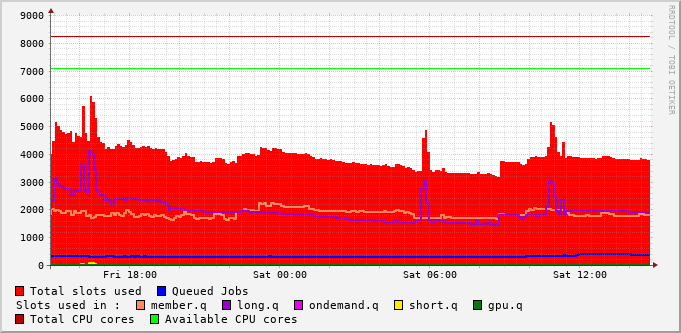 9000
8000
7000
6000
5000
4000
3000
2000
1000
0
Fri 18:00 Sat 00:00 Sat 06:00 Sat 12:00
RRDTOOL / TOBI OETIKER
Total slots used Queued Jobs
Slots used in : member.q long.q ondemand.q short.q gpu.q
Total CPU cores Available CPU cores